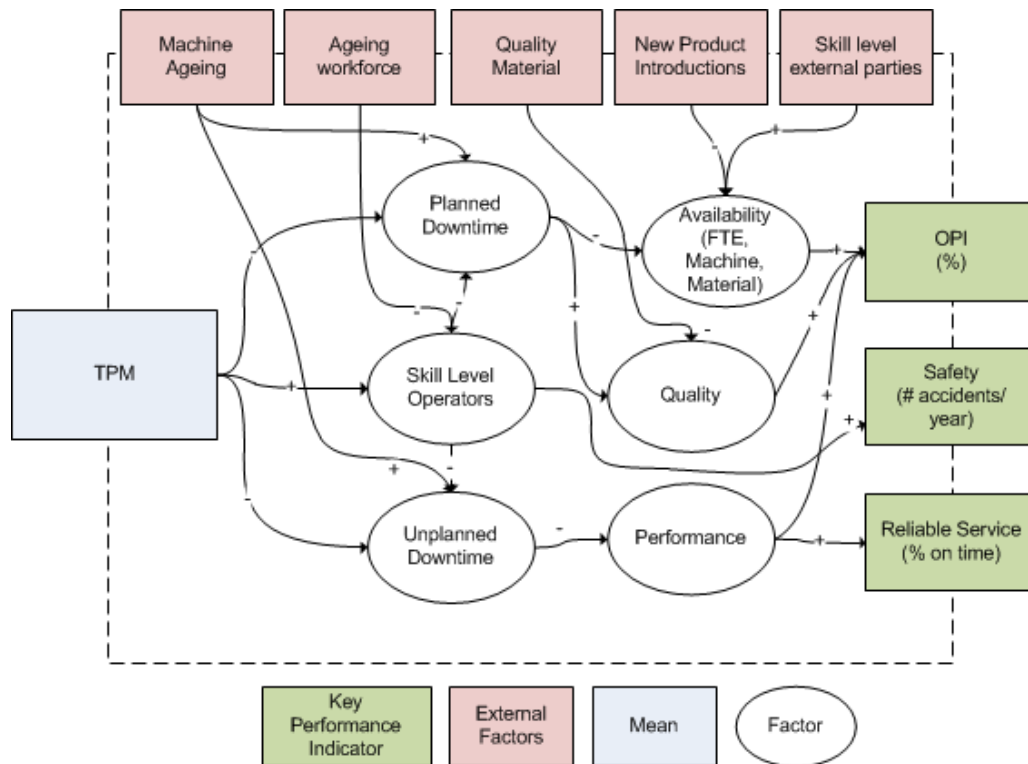 Machine
Ageing
Ageing
workforce
Quality
Material
New Product
Introductions
Skill level
external parties
+
-
+
Planned
Downtime
Availability
(FTE,
Machine,
Material)
OPI
(%)
-
-
+
-
-
+
-
+
TPM
Skill Level
Operators
Quality
Safety
(# accidents/
year)
+
+
+
-
+
-
Unplanned
Downtime
-
Performance
+
Reliable Service
(% on time)
Key
Performance
Indicator
External
Factors
Mean
Factor